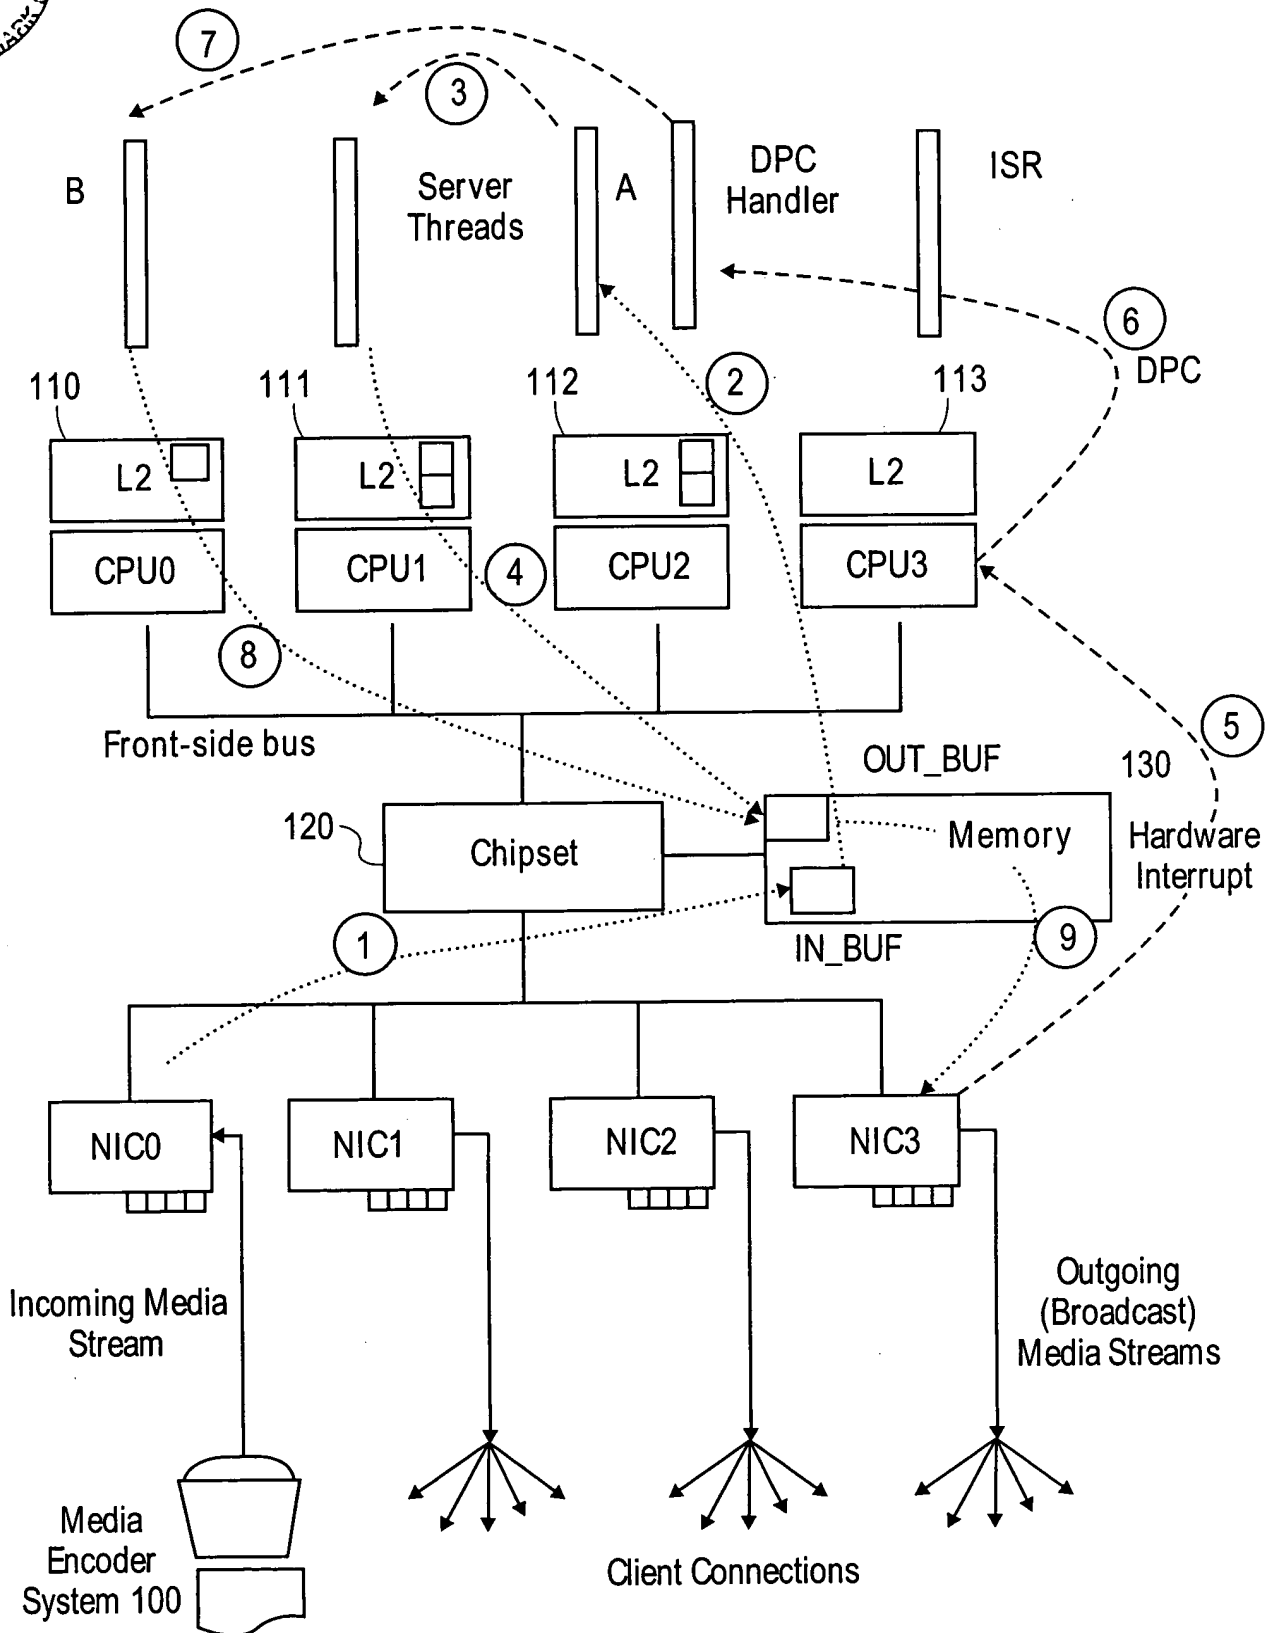 7
3
B
Server
Threads
A
DPC
Handler
ISR
6
DPC
2
110
111
112
113
L2
L2
L2
L2
CPU0
CPU1
CPU2
CPU3
4
8
5
Front-side bus
OUT_BUF
130
120
Chipset
Memory
Hardware
Interrupt
1
IN_BUF
9
NIC0
NIC1
NIC2
NIC3
Incoming Media
Stream
Outgoing
(Broadcast)
Media Streams
Media
Encoder
System 100
Client Connections